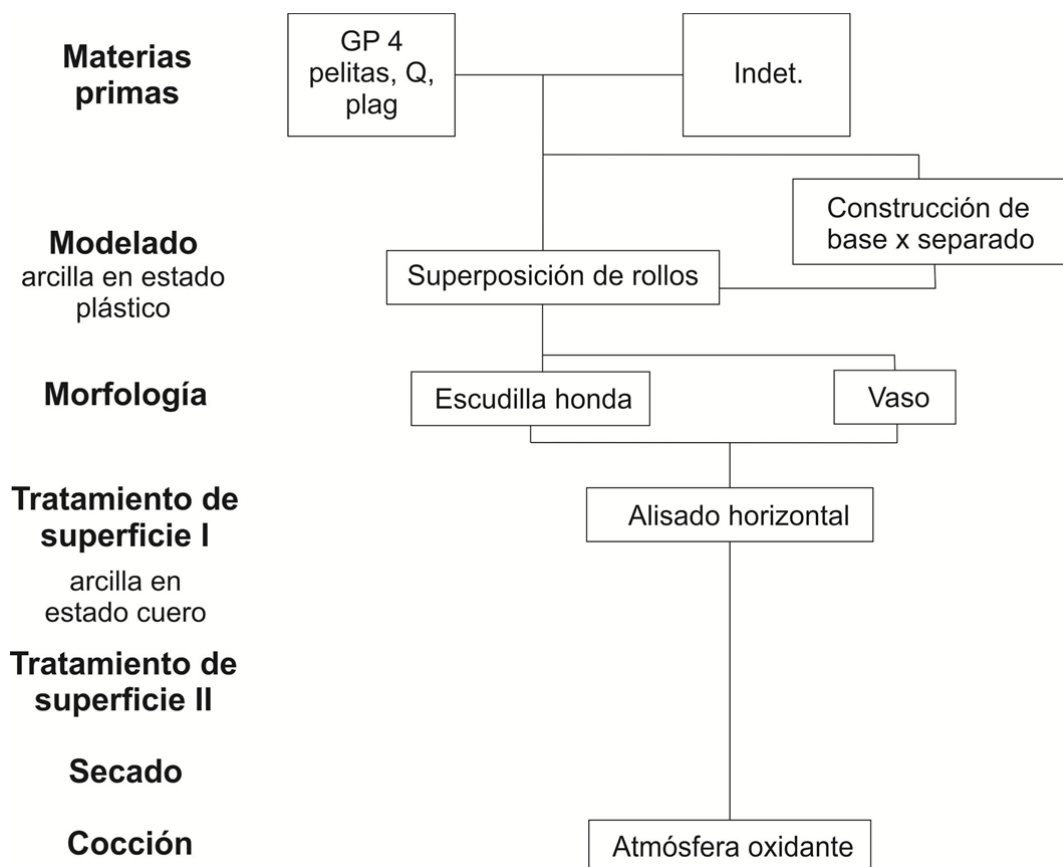 Materias
primas
GP 4
pelitas, Q,
plag
Indet.
Modelado
arcilla en estado
plástico
Construcción de
base x separado
Superposición de rollos
Morfología
Escudilla honda
Vaso
Tratamiento de
superficie I
arcilla en
estado cuero
Alisado horizontal
Tratamiento de
superficie II
Secado
Cocción
Atmósfera oxidante